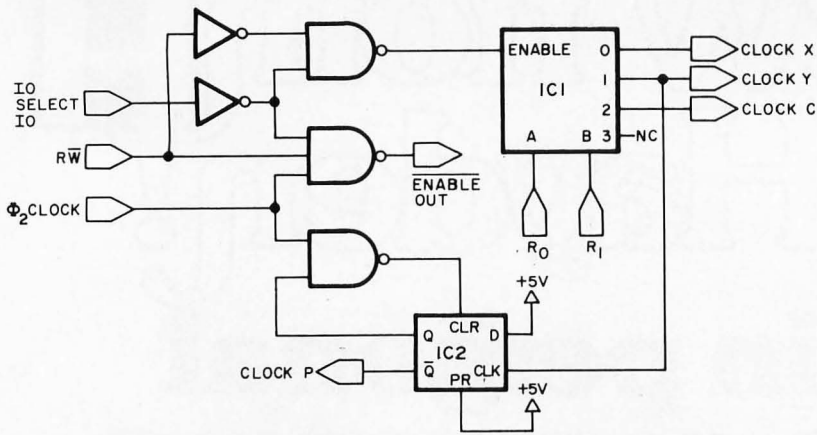 IO
SELECT
IO
RW̅
Φ2 CLOCK
ENABLE
IC1
0
1
2
3
NC
A
B
R0
R1
CLOCK X
CLOCK Y
CLOCK C
E̅N̅A̅B̅L̅E̅
OUT
CLR
Q
D
IC2
Q̅
CLK
PR
+5V
+5V
CLOCK P